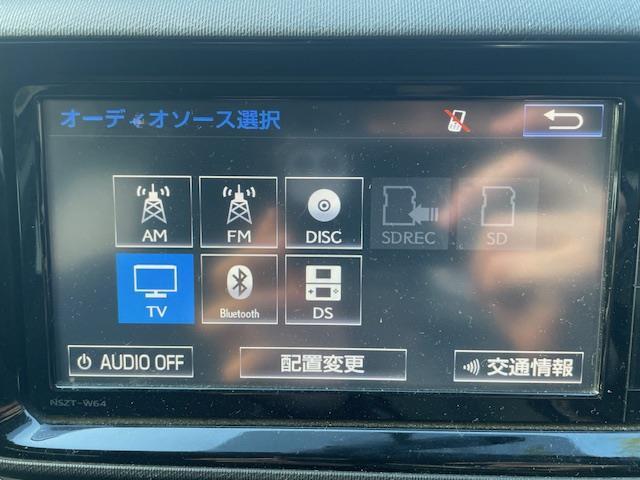 オーディオソース選択
AM
FM
DISC
SDREC
SD
TV
Bluetooth
DS
AUDIO OFF
配置変更
交通情報
NSZT-W64